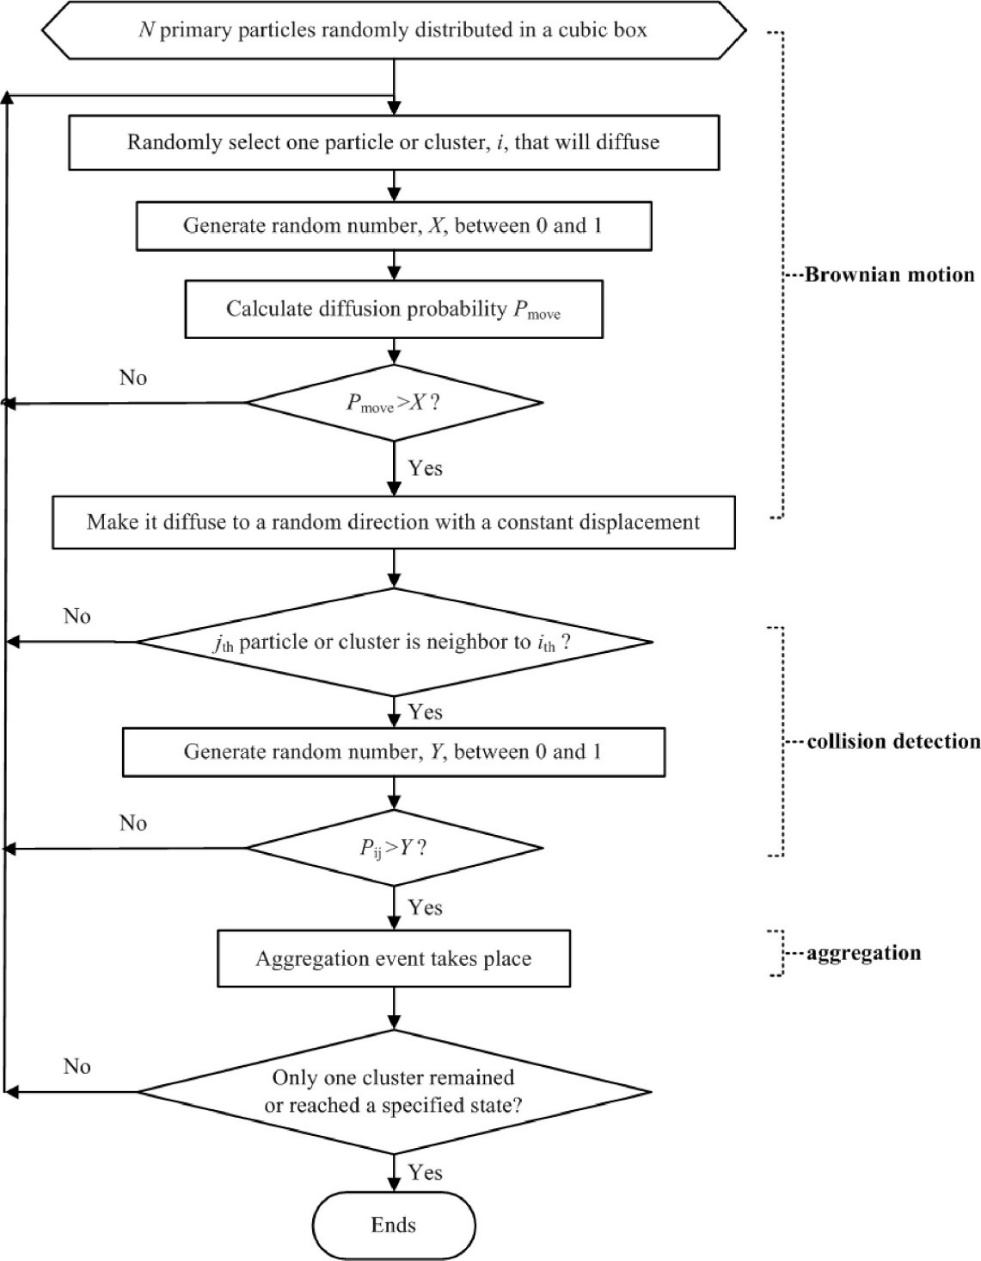 N primary particles randomly distributed in a cubic box
Randomly select one particle or cluster, i, that will diffuse
Generate random number, X, between 0 and 1
Brownian motion
Calculate diffusion probability Pmove
No
Pmove>X ?
Yes
Make it diffuse to a random direction with a constant displacement
No
jth particle or cluster is neighbor to ith ?
Yes
collision detection
Generate random number, Y, between 0 and 1
No
Pij>Y ?
Yes
aggregation
Aggregation event takes place
No
Only one cluster remained
or reached a specified state?
Yes
Ends